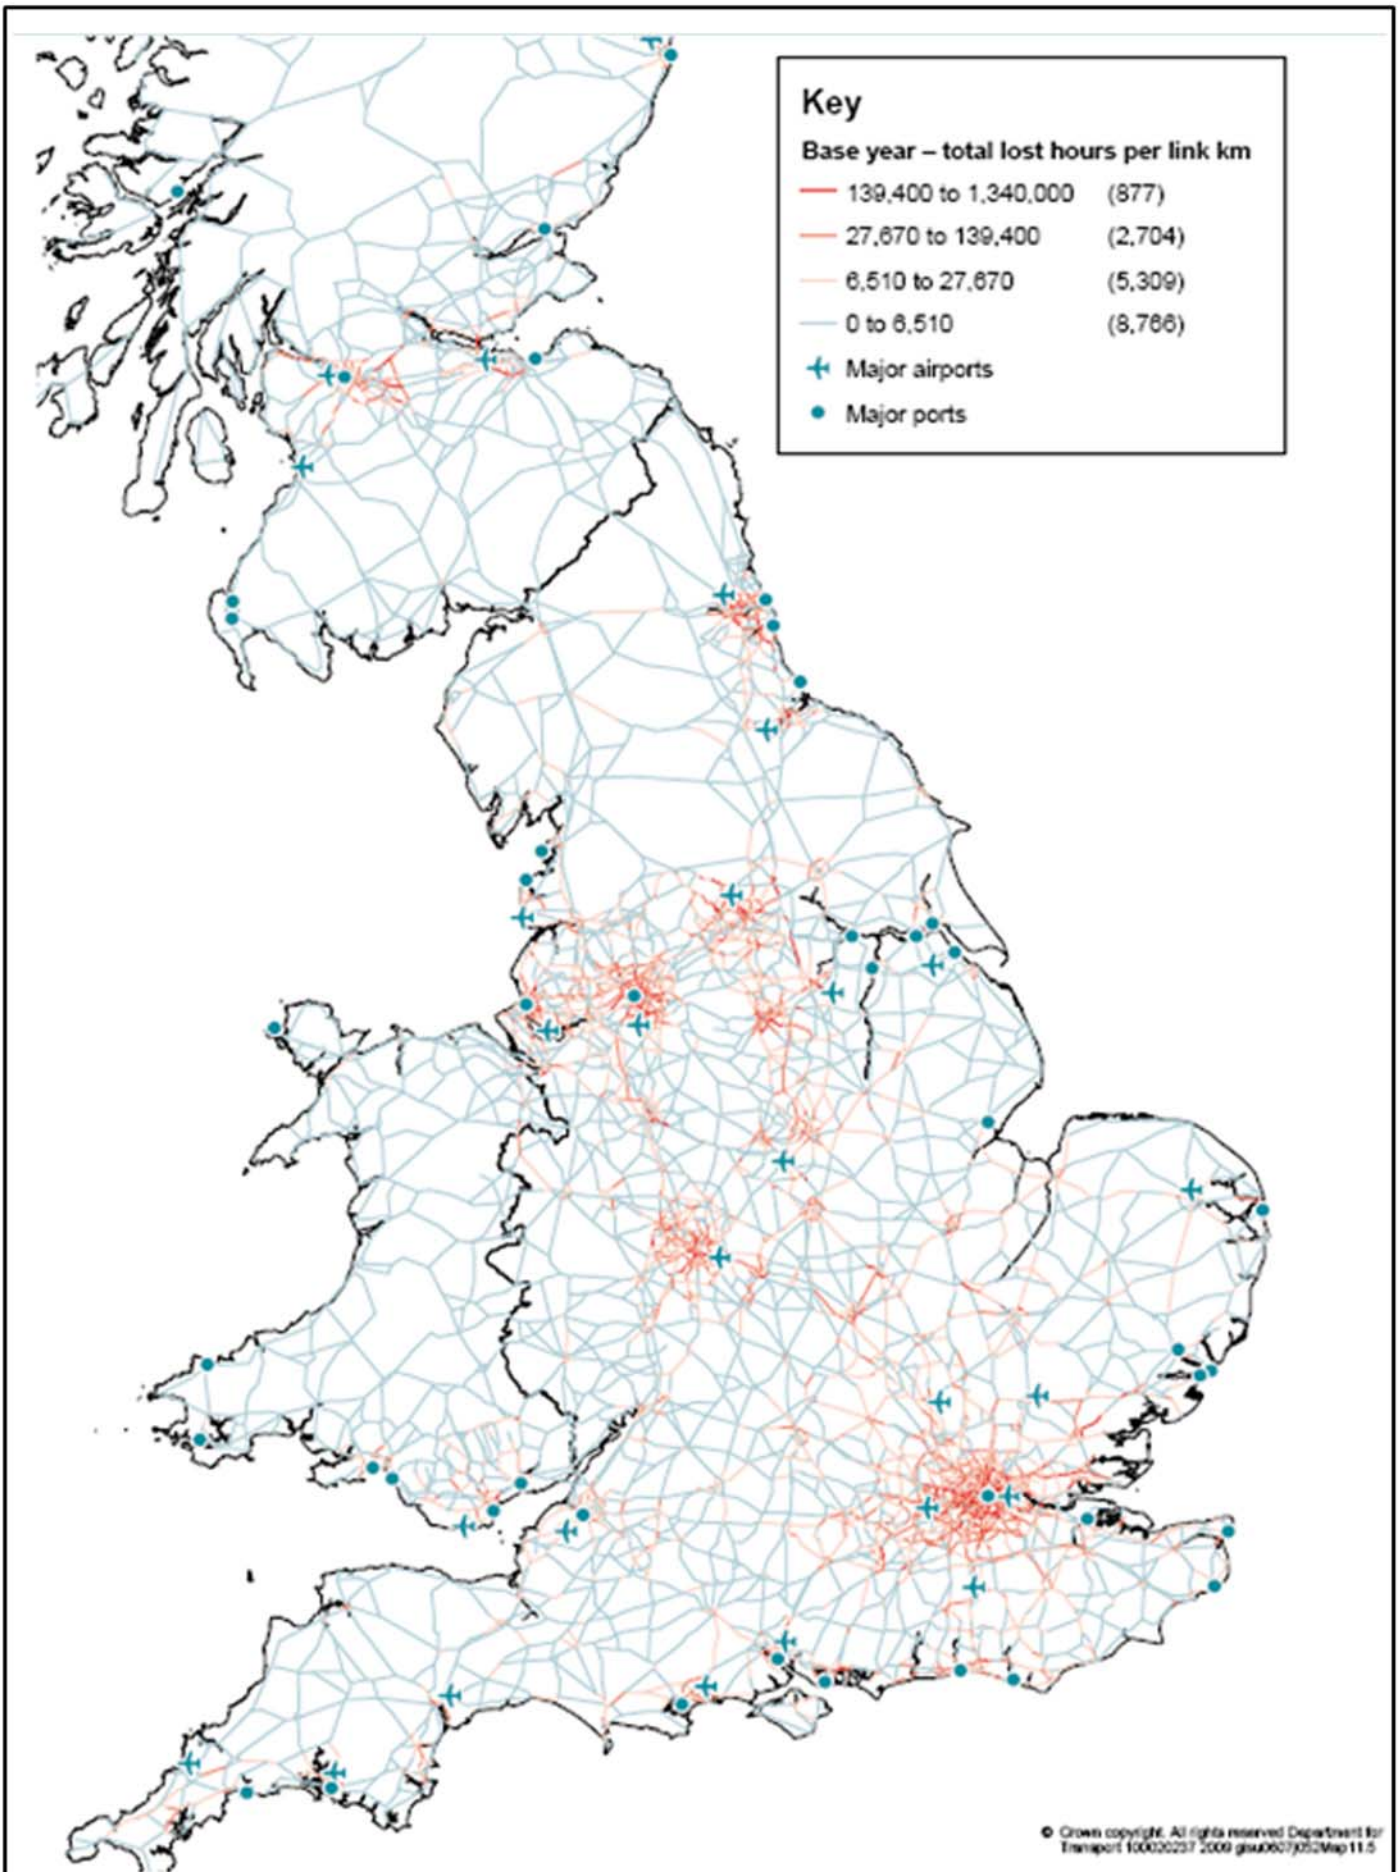 Key
Base year – total lost hours per link km
139,400 to 1,340,000 (877)
27,670 to 139,400 (2,704)
6,510 to 27,670 (5,309)
0 to 6,510 (8,766)
Major airports
Major ports
© Crown copyright. All rights reserved Department for
Transport 100020237 2009